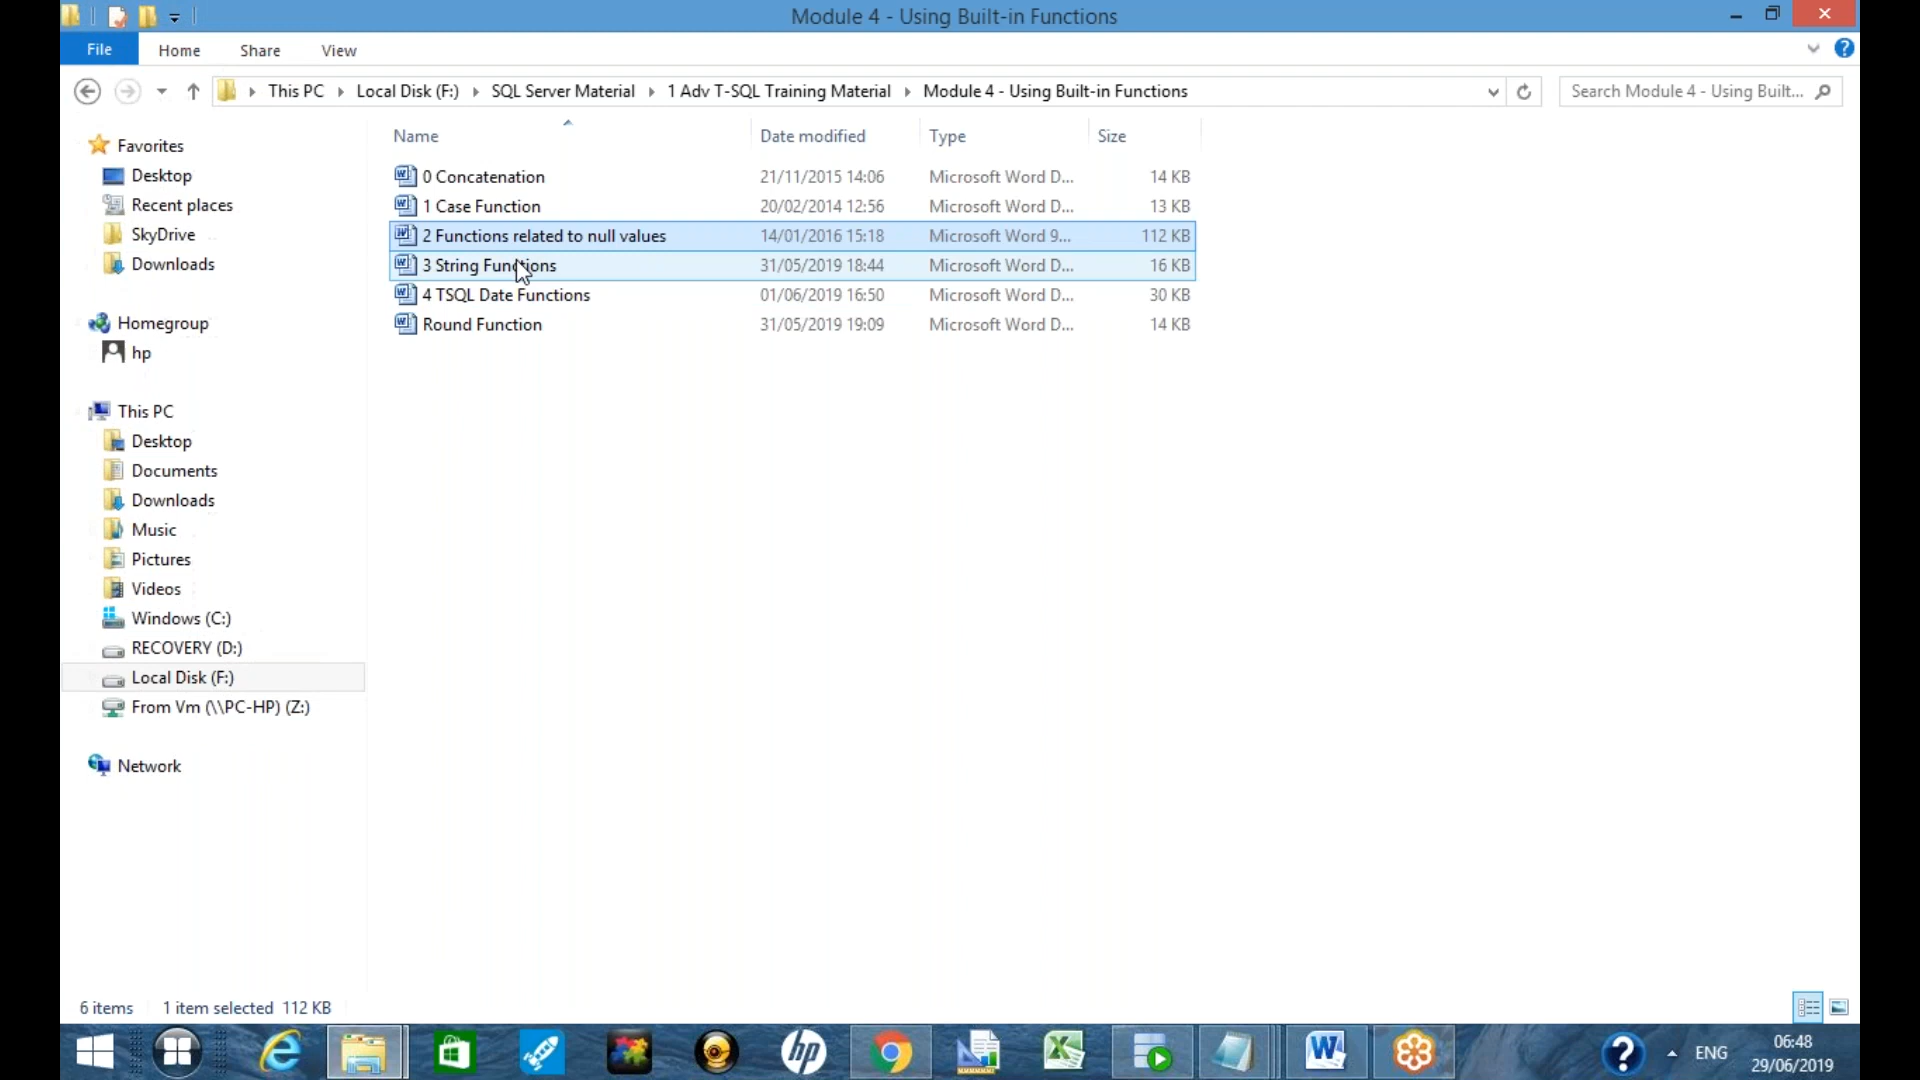 Module 4 - Using Built-in Functions
File Home Share View
This PC Local Disk (F:) SQL Server Material 1 Adv T-SQL Training Material Module 4 - Using Built-in Functions
Search Module 4 - Using Built...
Name Date modified Type Size
0 Concatenation 21/11/2015 14:06 Microsoft Word D... 14 KB
1 Case Function 20/02/2014 12:56 Microsoft Word D... 13 KB
2 Functions related to null values 14/01/2016 15:18 Microsoft Word 9... 112 KB
3 String Functions 31/05/2019 18:44 Microsoft Word D... 16 KB
4 TSQL Date Functions 01/06/2019 16:50 Microsoft Word D... 30 KB
Round Function 31/05/2019 19:09 Microsoft Word D... 14 KB
Favorites
Desktop
Recent places
SkyDrive
Downloads
Homegroup
hp
This PC
Desktop
Documents
Downloads
Music
Pictures
Videos
Windows (C:)
RECOVERY (D:)
Local Disk (F:)
From Vm (\\PC-HP) (Z:)
Network
6 items 1 item selected 112 KB
hp
ENG
06:48
29/06/2019